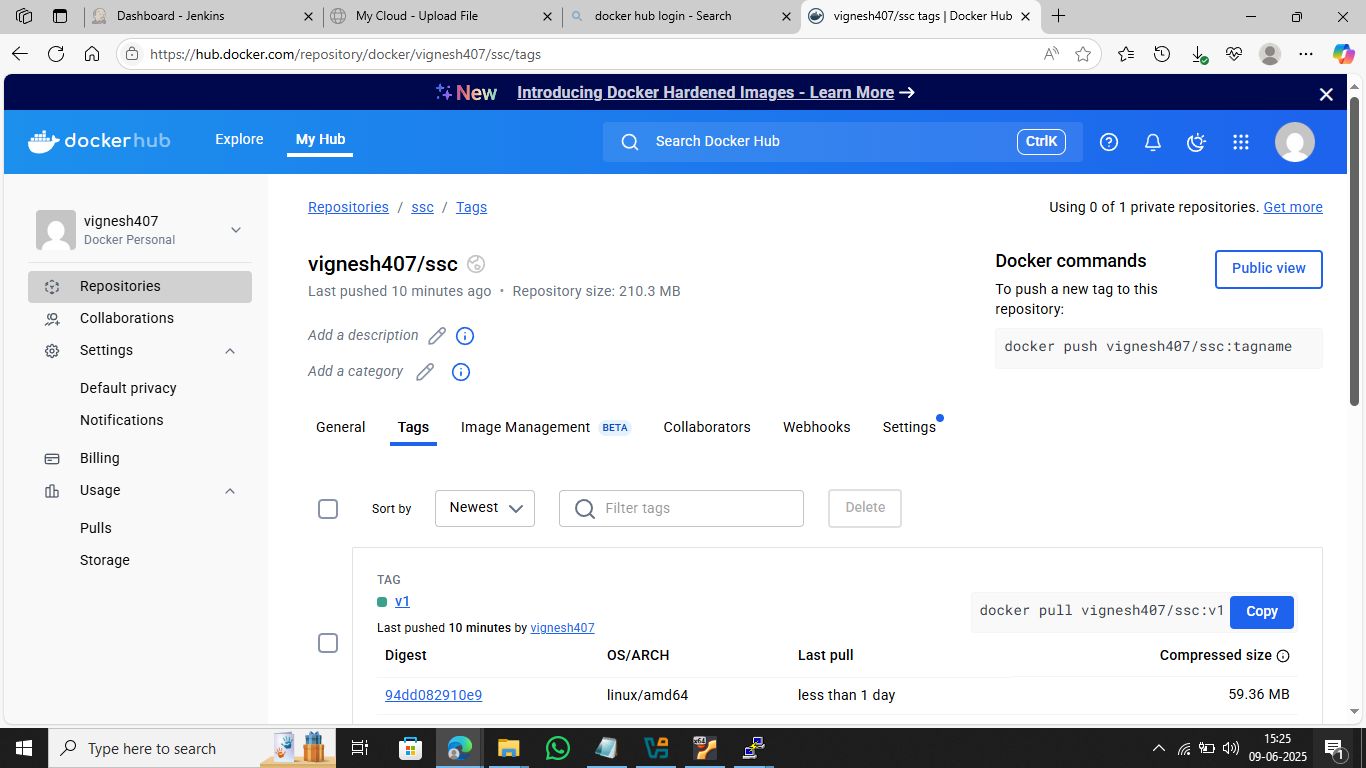 Dashboard - Jenkins
My Cloud - Upload File
docker hub login - Search
vignesh407/ssc tags | Docker Hub
https://hub.docker.com/repository/docker/vignesh407/ssc/tags
New Introducing Docker Hardened Images - Learn More →
dockerhub
Explore
My Hub
Search Docker Hub
CtrlK
vignesh407
Docker Personal
Repositories
Collaborations
Settings
Default privacy
Notifications
Billing
Usage
Pulls
Storage
Repositories / ssc / Tags
Using 0 of 1 private repositories. Get more
vignesh407/ssc
Last pushed 10 minutes ago • Repository size: 210.3 MB
Add a description
Add a category
Docker commands
Public view
To push a new tag to this
repository:
docker push vignesh407/ssc:tagname
General
Tags
Image Management BETA
Collaborators
Webhooks
Settings
Sort by
Newest
Filter tags
Delete
TAG
v1
Last pushed 10 minutes by vignesh407
docker pull vignesh407/ssc:v1
Copy
Digest OS/ARCH Last pull Compressed size
94dd082910e9 linux/amd64 less than 1 day 59.36 MB
Type here to search
15:25
09-06-2025
1